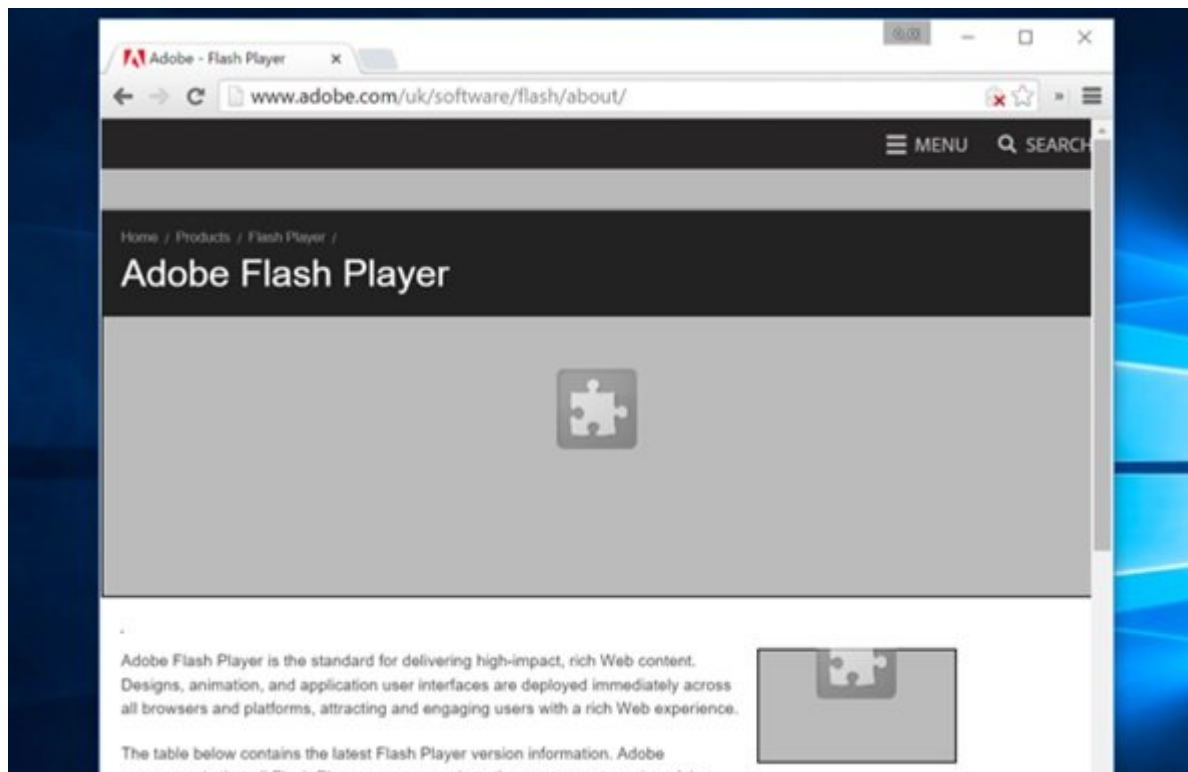 Adobe - Flash Player
www.adobe.com/uk/software/flash/about/
MENU
SEARCH
Home / Products / Flash Player /
Adobe Flash Player
Adobe Flash Player is the standard for delivering high-impact, rich Web content.
Designs, animation, and application user interfaces are deployed immediately across
all browsers and platforms, attracting and engaging users with a rich Web experience.
The table below contains the latest Flash Player version information. Adobe